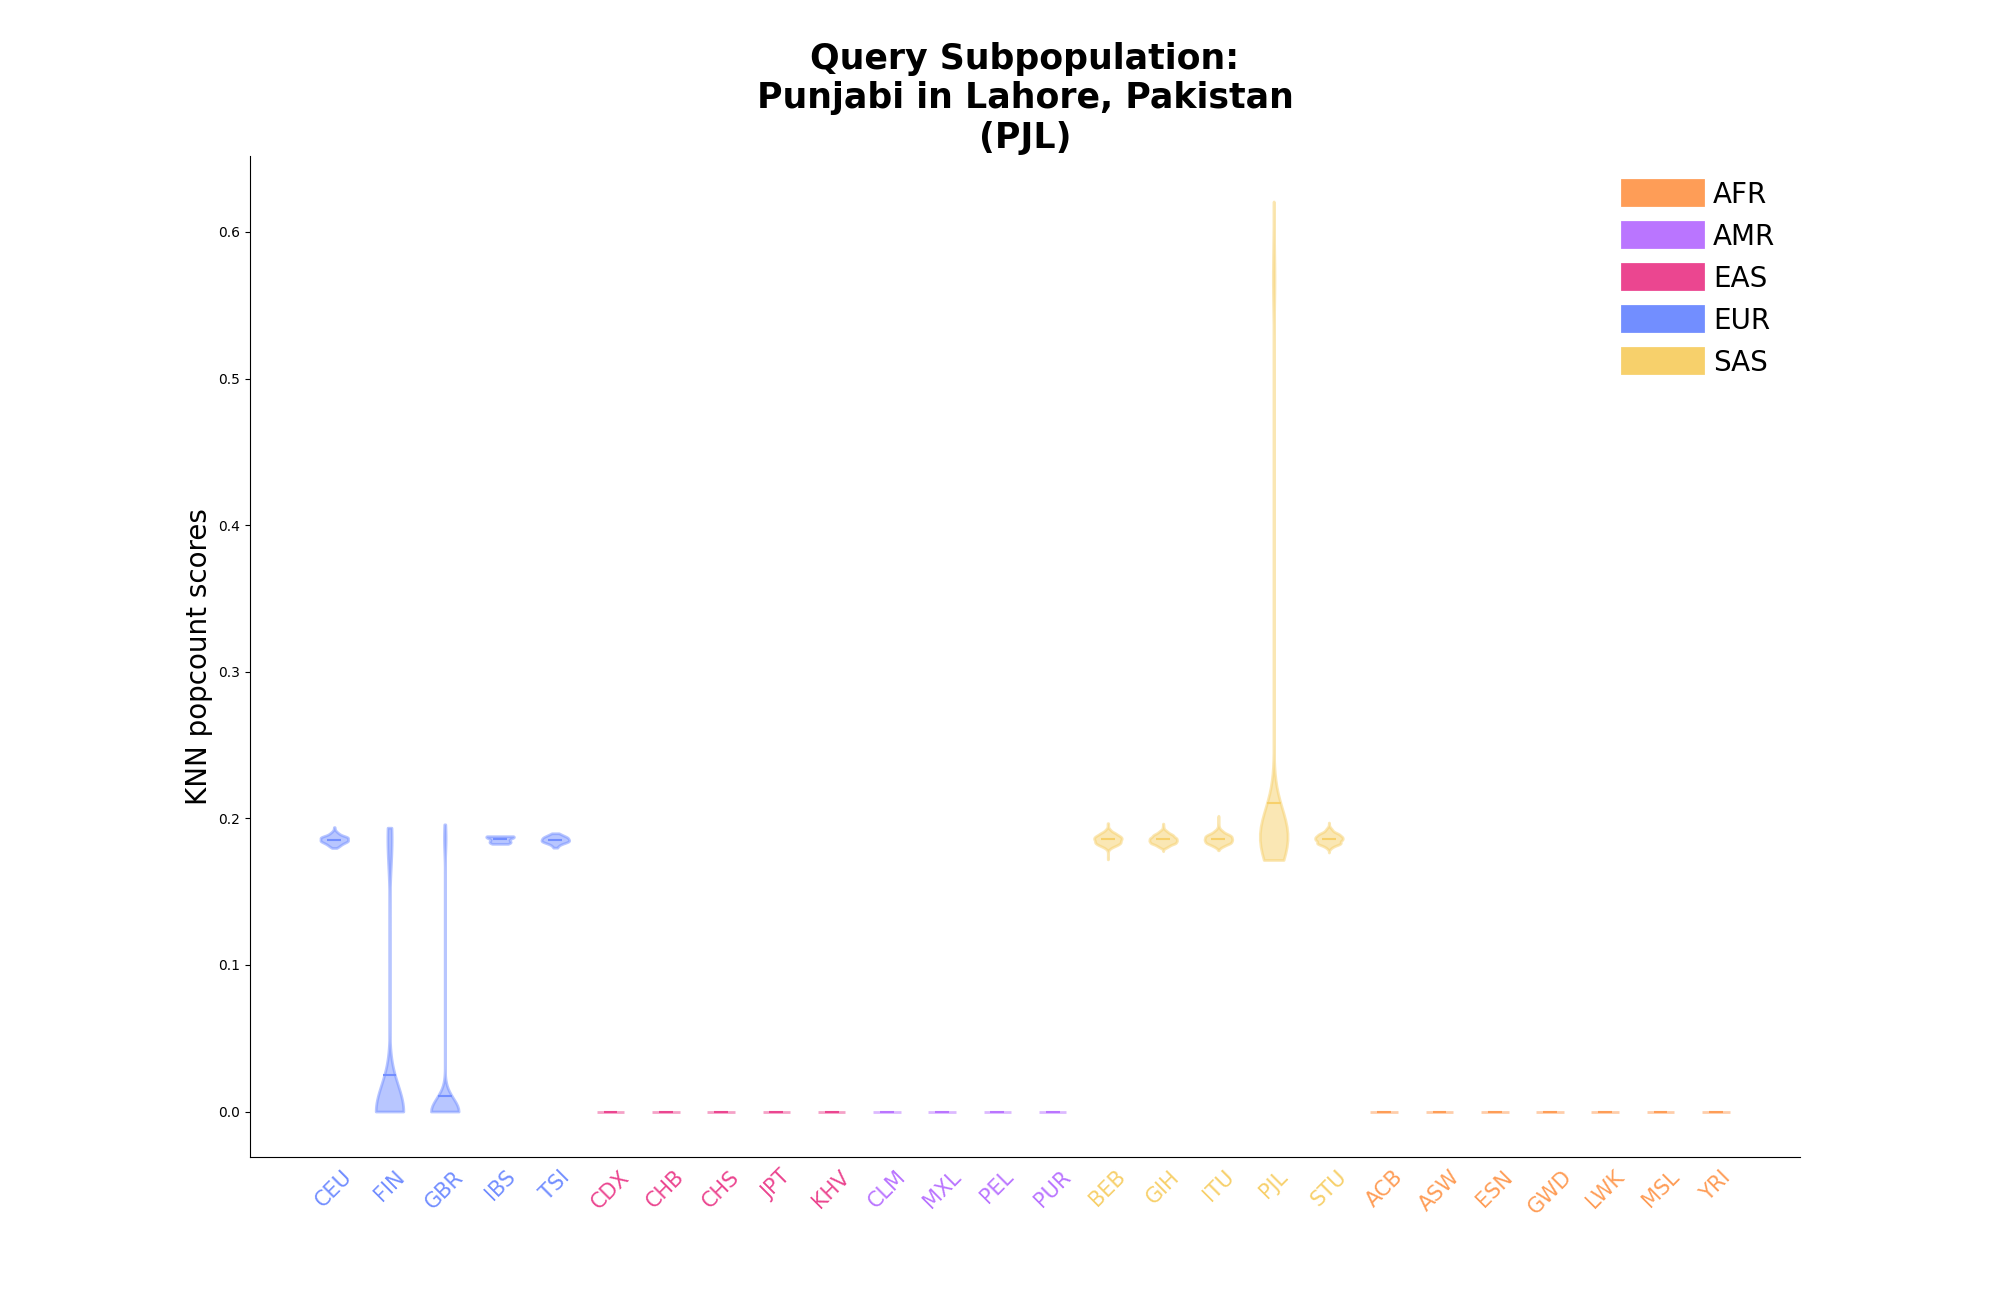 Query Subpopulation:
Punjabi in Lahore, Pakistan
(PJL)
AFR
AMR
EAS
EUR
SAS
KNN popcount scores
0.6
0.5
0.4
0.3
0.2
0.1
0.0
CEU FIN GBR IBS TSI CDX CHB CHS JPT KHV CLM MXL PEL PUR BEB GIH ITU PJL STU ACB ASW ESN GWD LWK MSL YRI